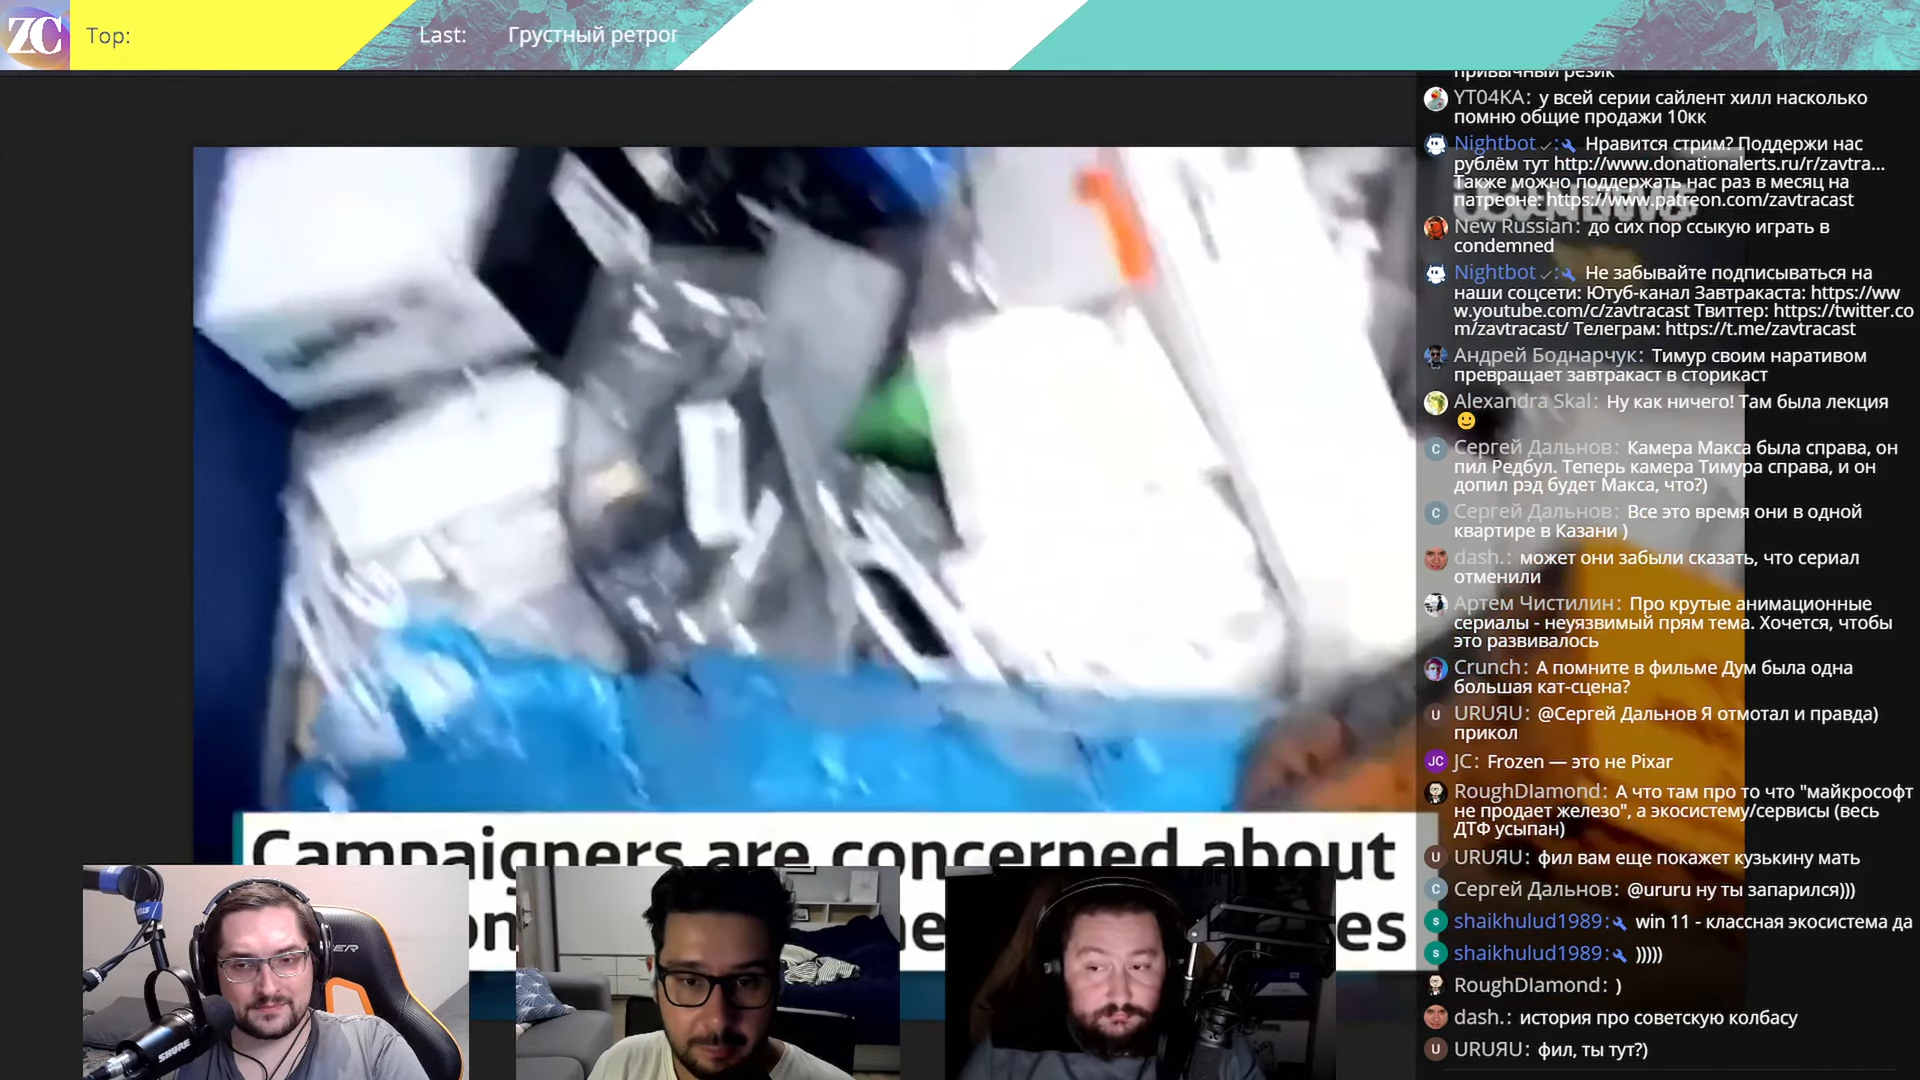 ZC
Top:
Last:
Грустный ретрог
привычный резик
YT04KA: у всей серии сайлент хилл насколько
помню общие продажи 10кк
Nightbot: Нравится стрим? Поддержи нас
рублём тут http://www.donationalerts.ru/r/zavtra...
Также можно поддержать нас раз в месяц на
патреоне: https://www.patreon.com/zavtracast
New Russian: до сих пор ссыкую играть в
condemned
Nightbot: Не забывайте подписываться на
наши соцсети: Ютуб-канал Завтракаста: https://ww
w.youtube.com/c/zavtracast Твиттер: https://twitter.co
m/zavtracast/ Телеграм: https://t.me/zavtracast
Андрей Боднарчук: Тимур своим наративом
превращает завтракаст в сторикаст
Alexandra Skal: Ну как ничего! Там была лекция
С Сергей Дальнов: Камера Макса была справа, он
пил Редбул. Теперь камера Тимура справа, и он
допил рэд будет Макса, что?)
С Сергей Дальнов: Все это время они в одной
квартире в Казани )
dash.: может они забыли сказать, что сериал
отменили
Артем Чистилин: Про крутые анимационные
сериалы - неуязвимый прям тема. Хочется, чтобы
это развивалось
Crunch: А помните в фильме Дум была одна
большая кат-сцена?
U URUЯU: @Сергей Дальнов Я отмотал и правда)
прикол
JC JC: Frozen — это не Pixar
RoughDIamond: А что там про то что "майкрософт
не продает железо", а экосистему/сервисы (весь
ДТФ усыпан)
U URUЯU: фил вам еще покажет кузькину мать
С Сергей Дальнов: @ururu ну ты запарился)))
s shaikhulud1989: win 11 - классная экосистема да
s shaikhulud1989: )))))
RoughDIamond: )
dash.: история про советскую колбасу
U URUЯU: фил, ты тут?)
Campaigners are concerned about
es
SHURE